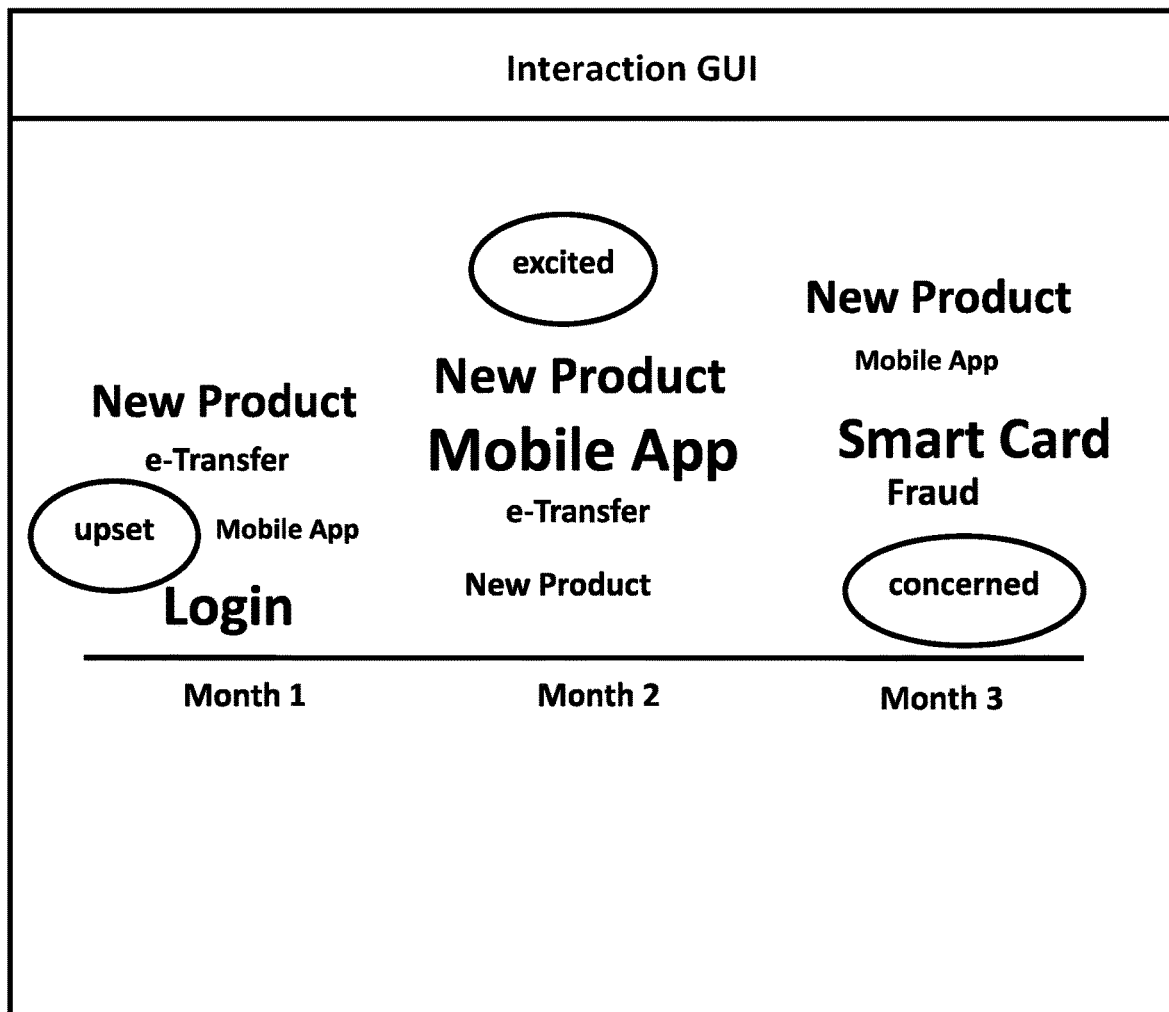 Interaction GUI
New Product
e-Transfer
upset
Mobile App
Login
Month 1
excited
New Product
Mobile App
e-Transfer
New Product
Month 2
New Product
Mobile App
Smart Card
Fraud
concerned
Month 3